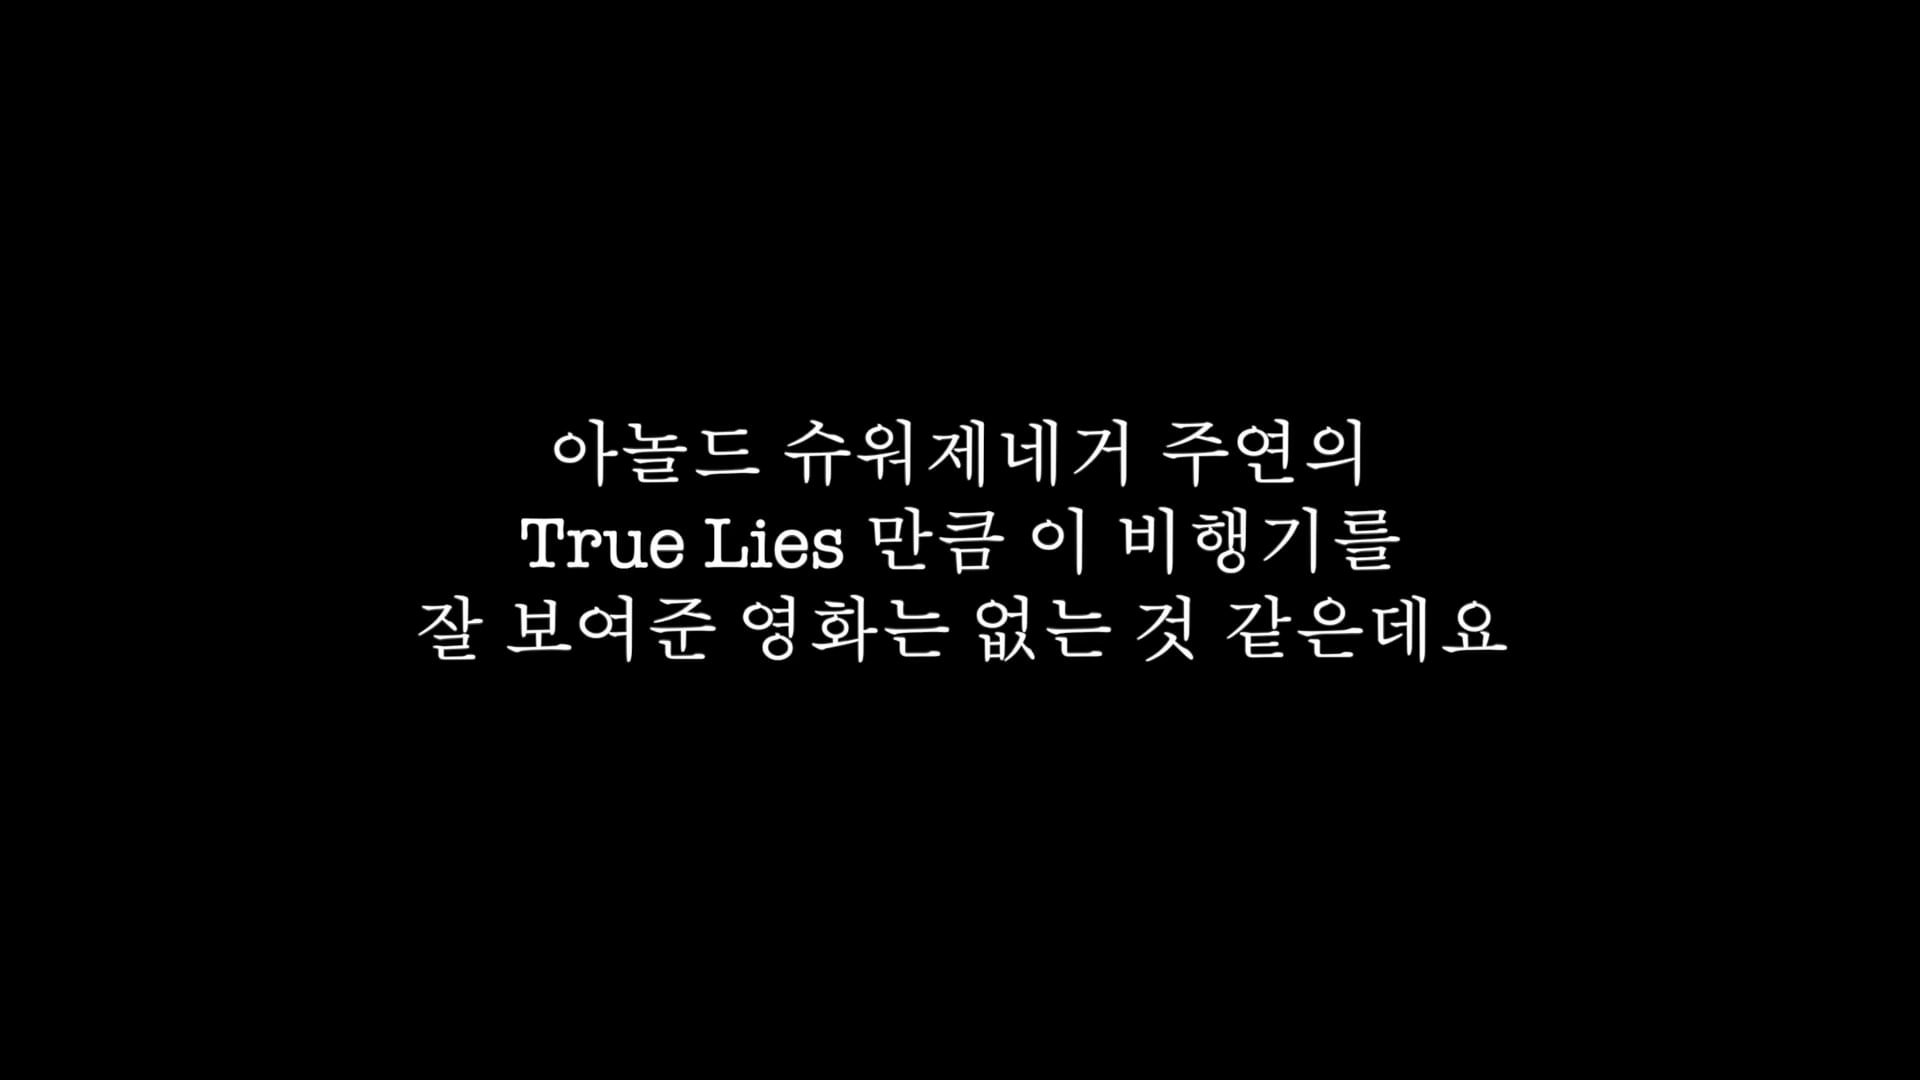 아놀드 슈워제네거 주연의
True Lies 만큼 이 비행기를
잘 보여준 영화는 없는 것 같은데요